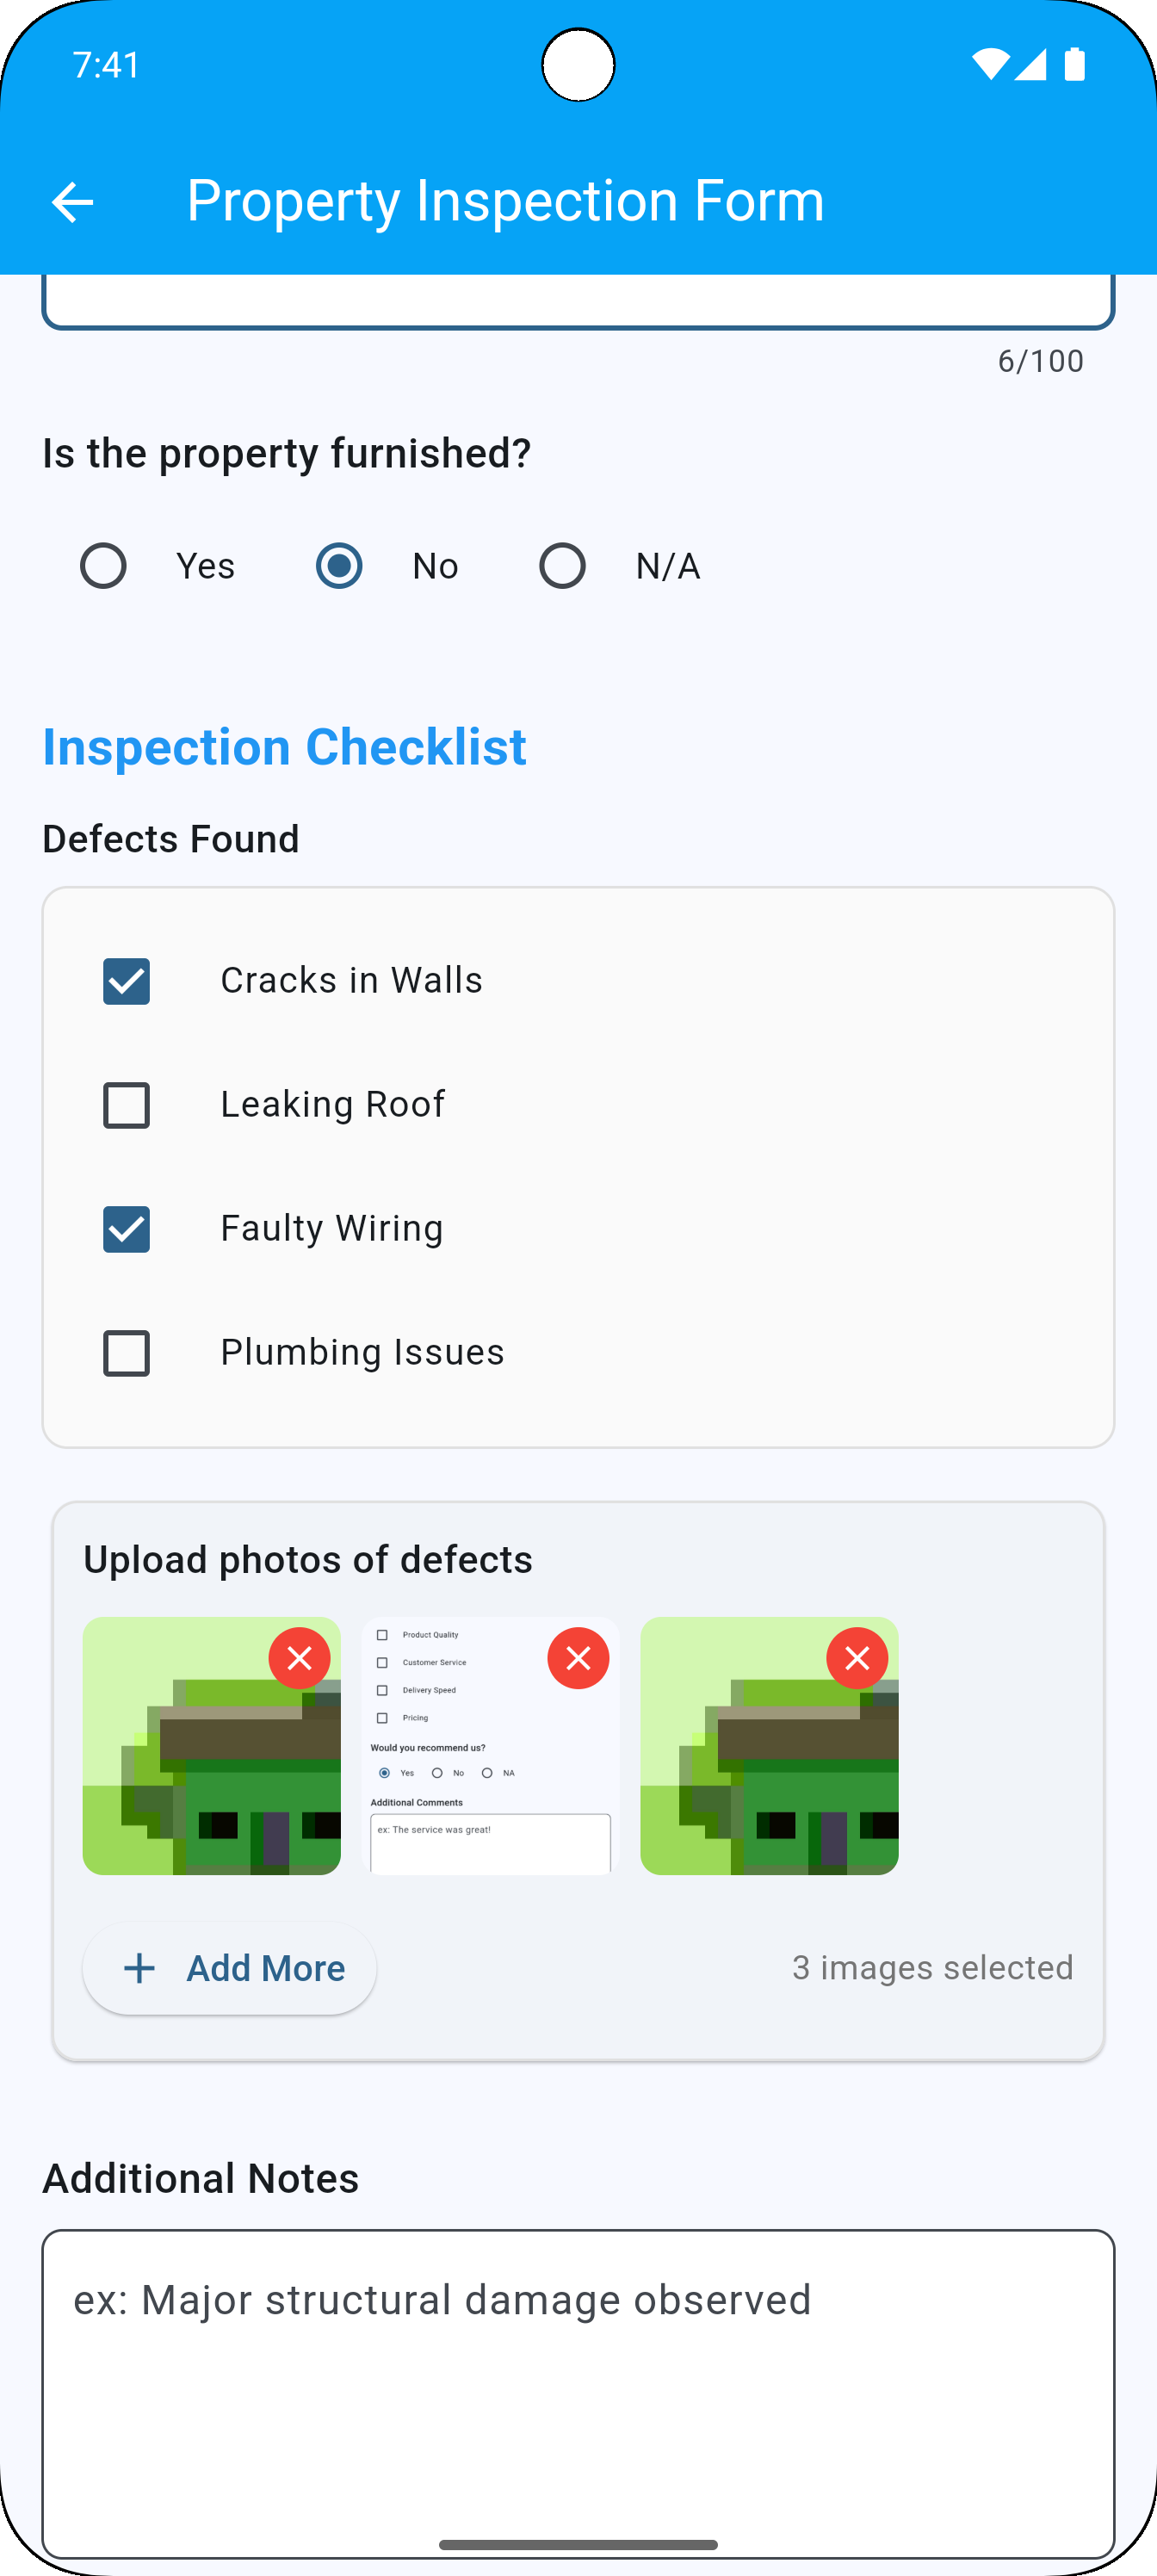 7:41
Property Inspection Form
6/100
Is the property furnished?
Yes No N/A
Inspection Checklist
Defects Found
Cracks in Walls
Leaking Roof
Faulty Wiring
Plumbing Issues
Upload photos of defects
Product Quality
Customer Service
Delivery Speed
Pricing
Would you recommend us?
Yes No NA
Additional Comments
ex: The service was great!
Add More
3 images selected
Additional Notes
ex: Major structural damage observed